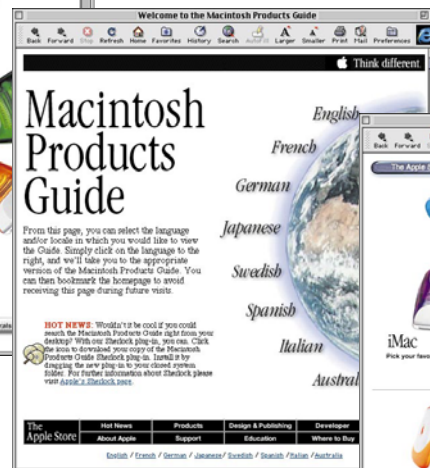 Welcome to the Macintosh Products Guide
Back Forward Stop Refresh Home Favorites History Search AutoFill Larger Smaller Print Mail Preferences
Think different.
Macintosh
Products
Guide
English
French
German
Japanese
Swedish
Spanish
Italian
Austral
From this page, you can select the language
and/or locale in which you would like to view
the Guide. Simply click on the language to the
right, and we'll take you to the appropriate
version of the Macintosh Products Guide. You
can then bookmark the homepage to avoid
receiving this page during future visits.
HOT NEWS: Wouldn't it be cool if you could
search the Macintosh Products Guide right from your
desktop? With our Sherlock plug-in, you can. Click
the icon to download your copy of the Macintosh
Products Guide Sherlock plug-in. Install it by
dragging the new plug-in to your closed system
folder. For further information about Sherlock please
visit Apple's Sherlock page.
The Apple Store
Hot News Products Design & Publishing Developer
About Apple Support Education Where to Buy
English / French / German / Japanese / Swedish / Spanish / Italian / Australia
Back Forward
The Apple
iMac
Pick your favo